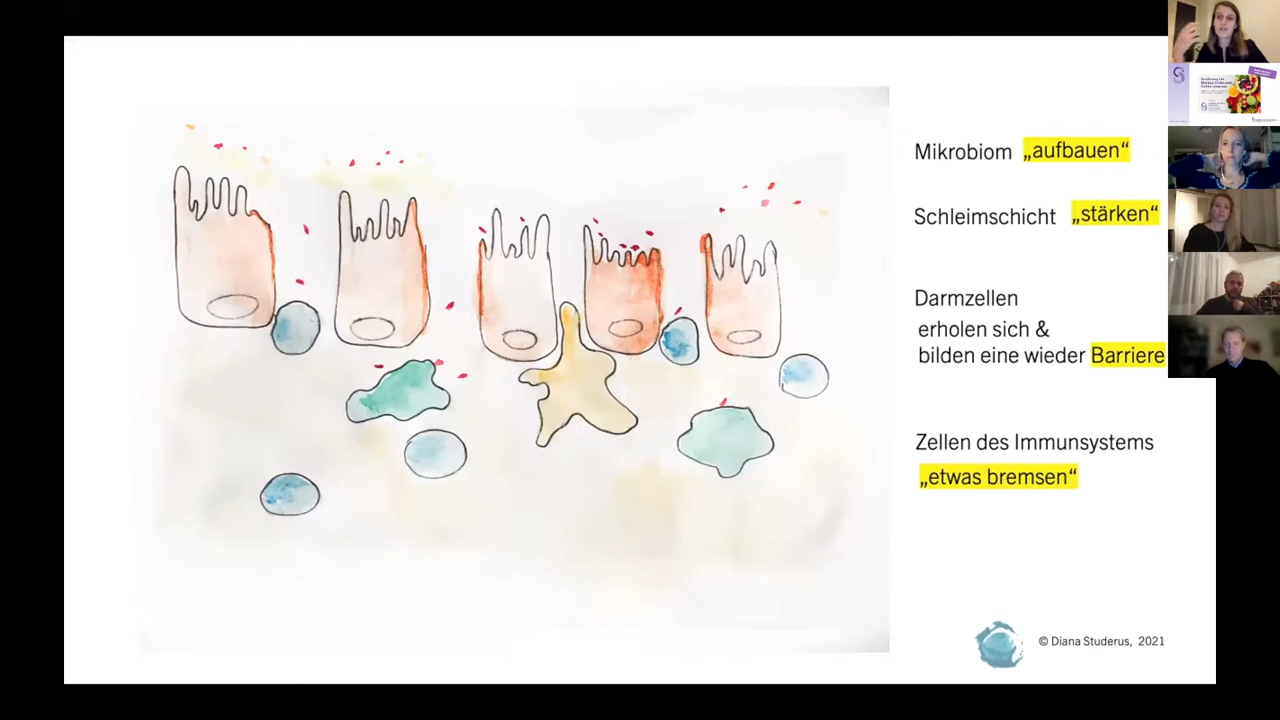 Mikrobiom „aufbauen“
Schleimschicht „stärken“
Darmzellen
erholen sich &
bilden eine wieder Barriere
Zellen des Immunsystems
„etwas bremsen“
© Diana Studerus, 2021